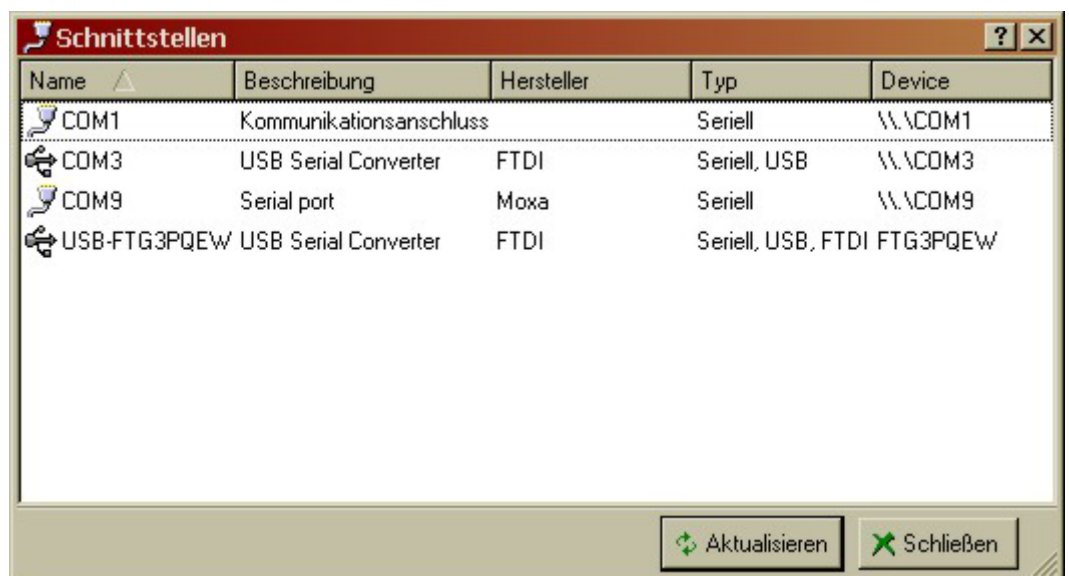 Schnittstellen
Name Beschreibung Hersteller Typ Device
COM1 Kommunikationsanschluss Seriell \\.\COM1
COM3 USB Serial Converter FTDI Seriell, USB \\.\COM3
COM9 Serial port Moxa Seriell \\.\COM9
USB-FTG3PQEW USB Serial Converter FTDI Seriell, USB, FTDI FTG3PQEW
Aktualisieren Schließen